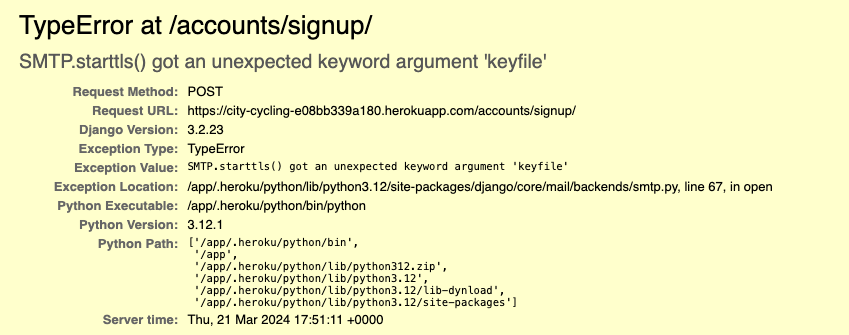 TypeError at /accounts/signup/
SMTP.starttls() got an unexpected keyword argument 'keyfile'
Request Method: POST
Request URL: https://city-cycling-e08bb339a180.herokuapp.com/accounts/signup/
Django Version: 3.2.23
Exception Type: TypeError
Exception Value: SMTP.starttls() got an unexpected keyword argument 'keyfile'
Exception Location: /app/.heroku/python/lib/python3.12/site-packages/django/core/mail/backends/smtp.py, line 67, in open
Python Executable: /app/.heroku/python/bin/python
Python Version: 3.12.1
Python Path: ['/app/.heroku/python/bin',
'/app',
'/app/.heroku/python/lib/python312.zip',
'/app/.heroku/python/lib/python3.12',
'/app/.heroku/python/lib/python3.12/lib-dynload',
'/app/.heroku/python/lib/python3.12/site-packages']
Server time: Thu, 21 Mar 2024 17:51:11 +0000